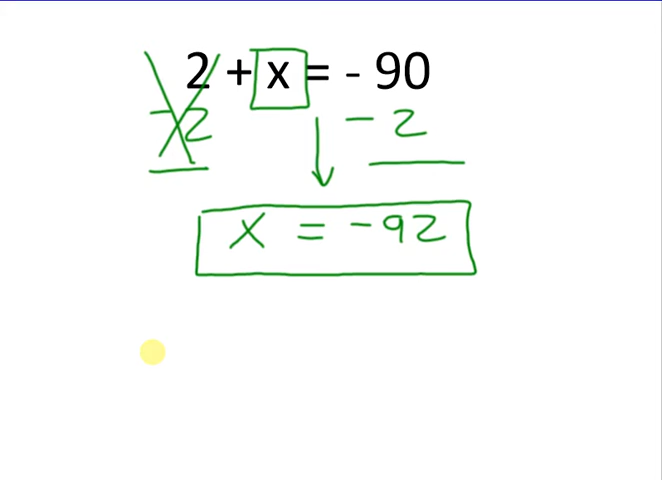 2 + x = - 90
-2 - 2
x = -92